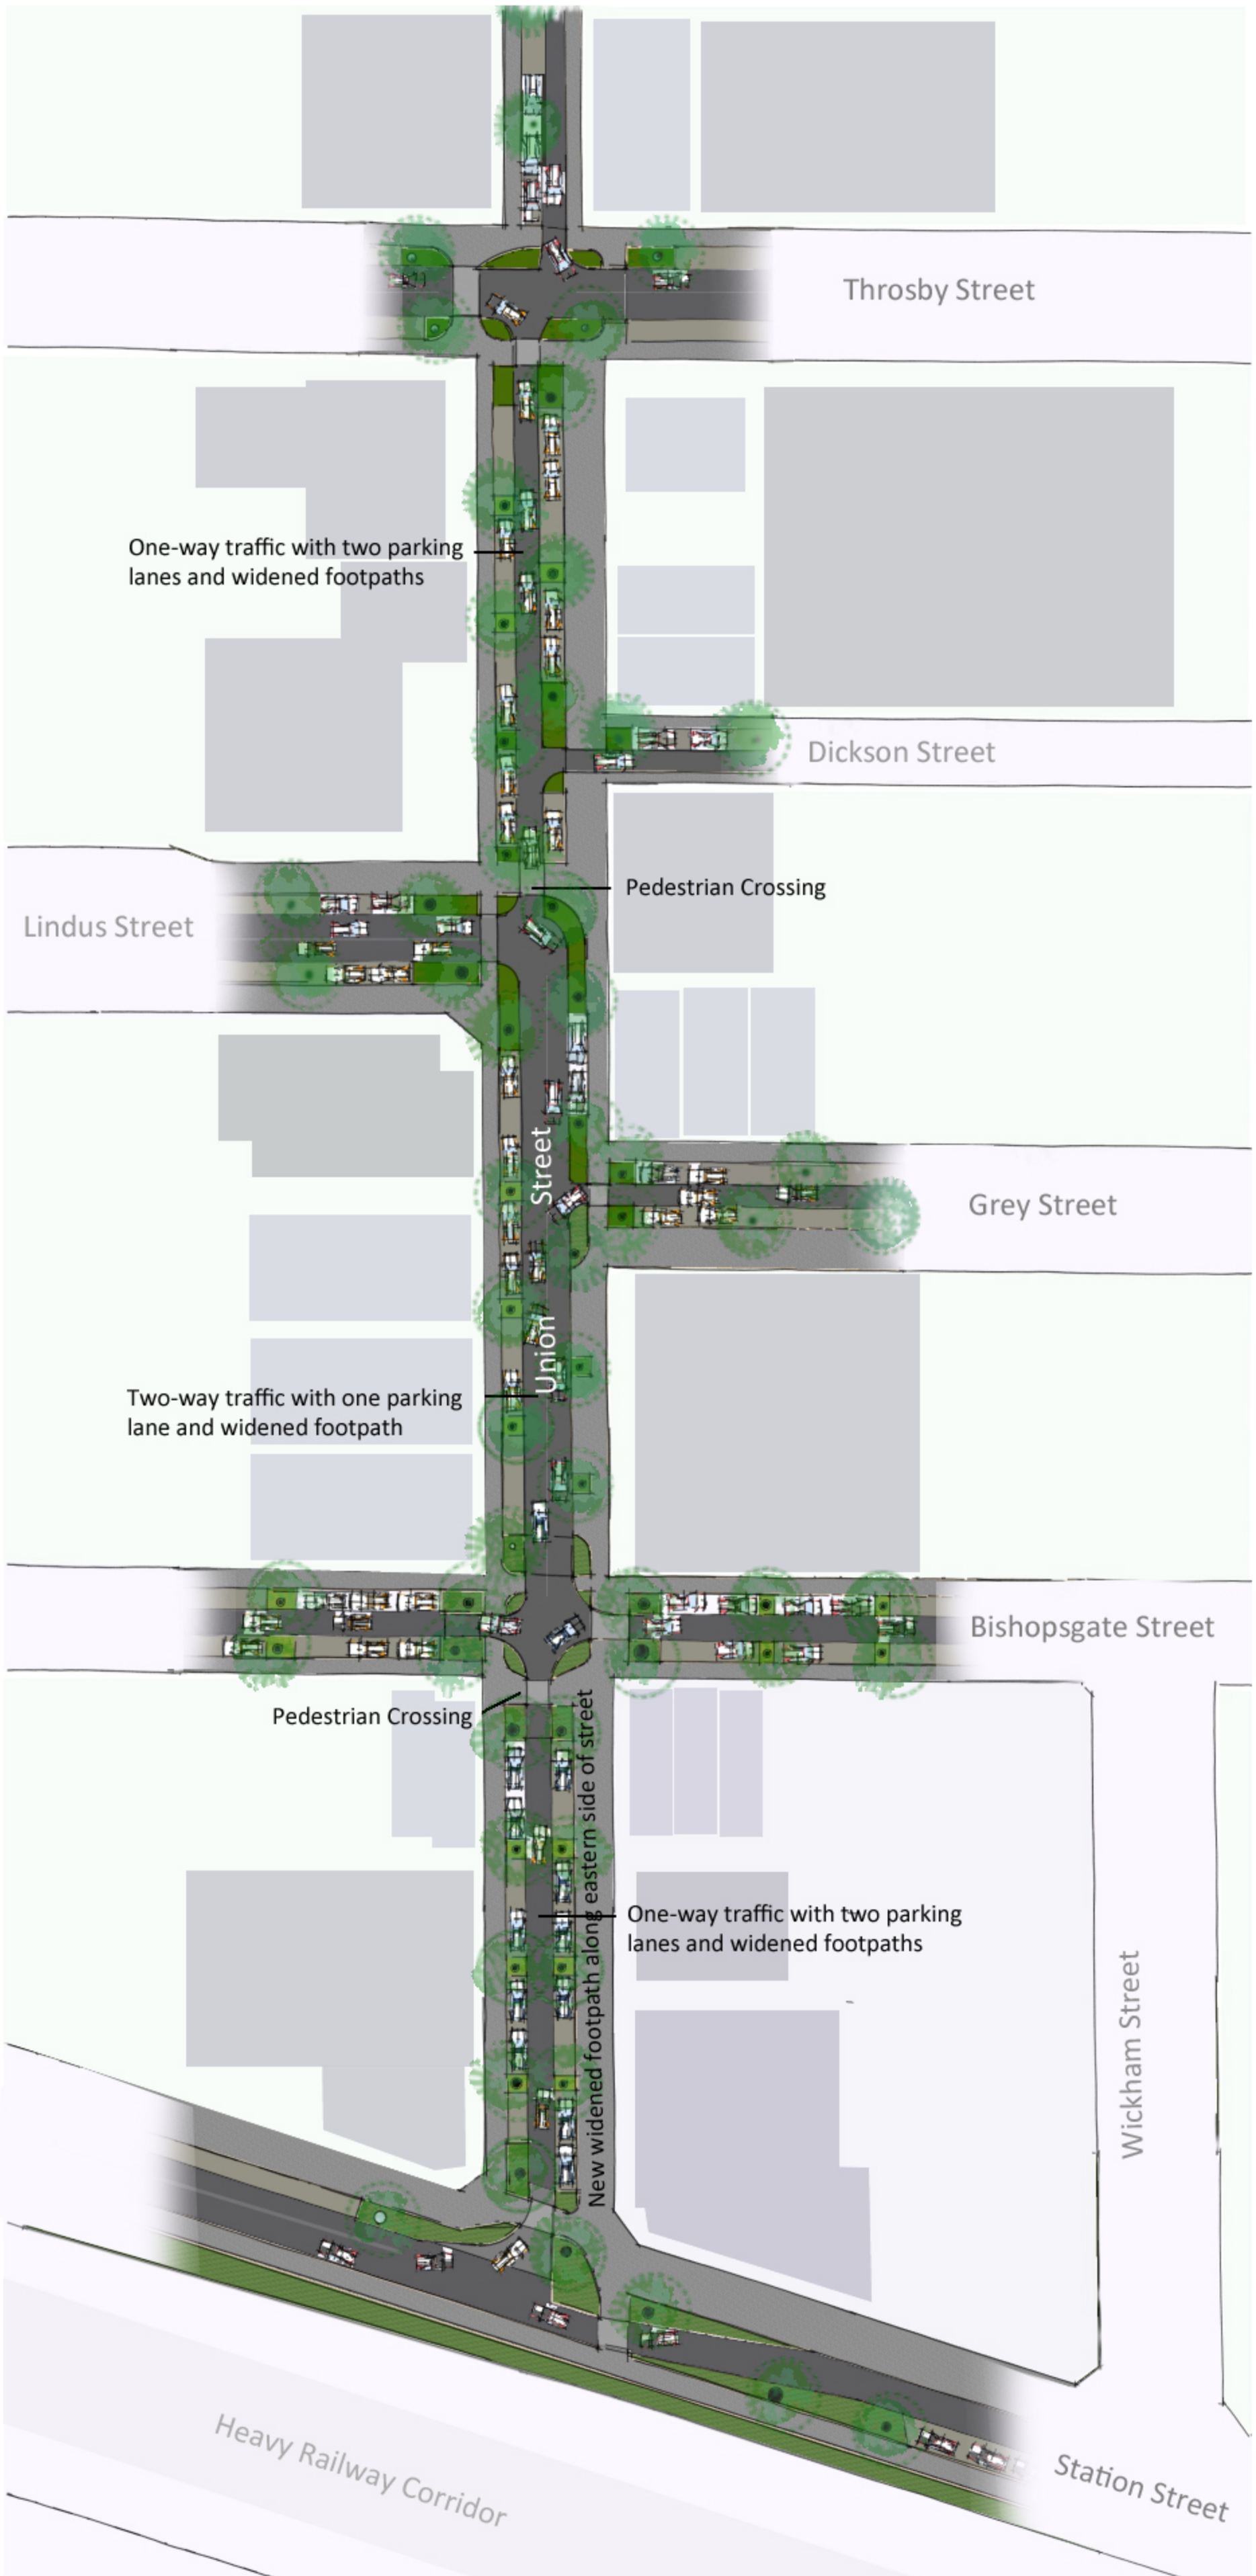 Throsby Street
One-way traffic with two parking
lanes and widened footpaths
Dickson Street
Pedestrian Crossing
Lindus Street
Grey Street
Union Street
Two-way traffic with one parking
lane and widened footpath
Bishopsgate Street
Pedestrian Crossing
New widened footpath along eastern side of street
One-way traffic with two parking
lanes and widened footpaths
Wickham Street
Heavy Railway Corridor
Station Street